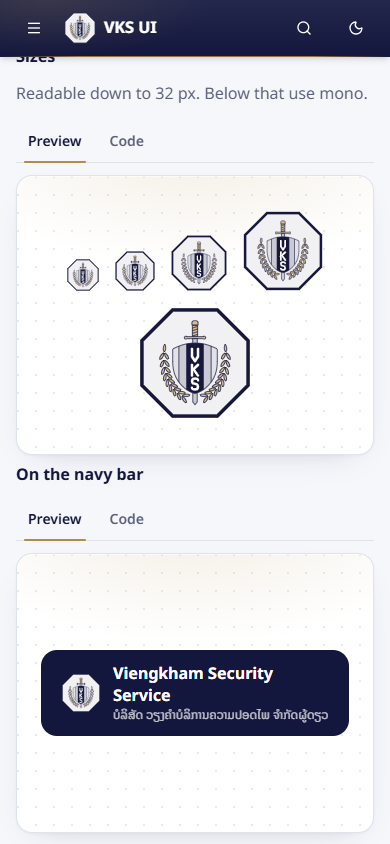 VKS UI
Sizes
Readable down to 32 px. Below that use mono.
Preview Code
VKS
VKS
VKS
VKS
VKS
On the navy bar
Preview Code
Viengkham Security
Service
ບໍລິສັດ ວຽງຄຳບໍລິການຄວາມປອດໄພ ຈຳກັດຜູ້ດຽວ